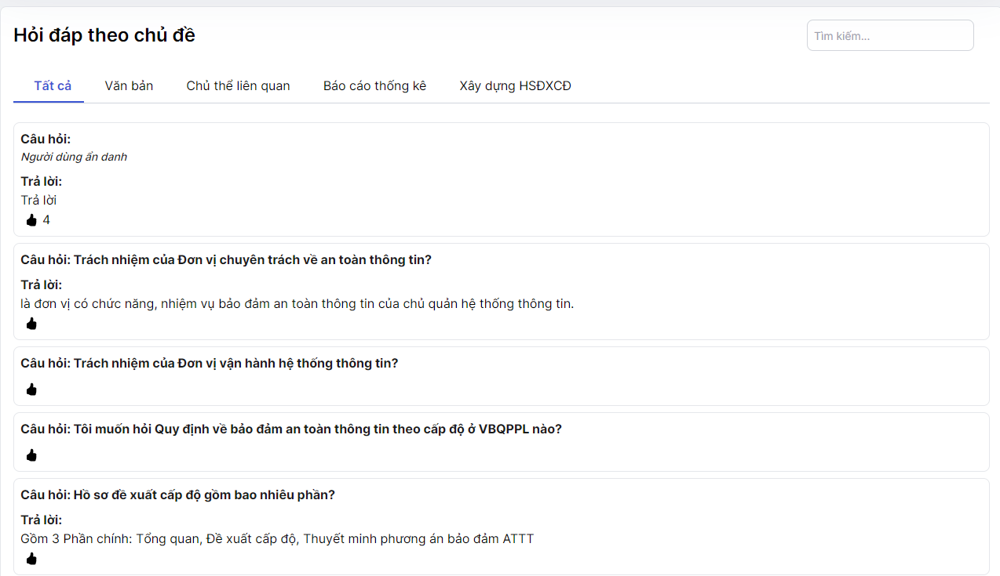 Hỏi đáp theo chủ đề
Tìm kiếm...
Tất cả Văn bản Chủ thể liên quan Báo cáo thống kê Xây dựng HSĐXCĐ
Câu hỏi:
Người dùng ẩn danh
Trả lời:
Trả lời
4
Câu hỏi: Trách nhiệm của Đơn vị chuyên trách về an toàn thông tin?
Trả lời:
là đơn vị có chức năng, nhiệm vụ bảo đảm an toàn thông tin của chủ quản hệ thống thông tin.
Câu hỏi: Trách nhiệm của Đơn vị vận hành hệ thống thông tin?
Câu hỏi: Tôi muốn hỏi Quy định về bảo đảm an toàn thông tin theo cấp độ ở VBQPPL nào?
Câu hỏi: Hồ sơ đề xuất cấp độ gồm bao nhiêu phần?
Trả lời:
Gồm 3 Phần chính: Tổng quan, Đề xuất cấp độ, Thuyết minh phương án bảo đảm ATTT